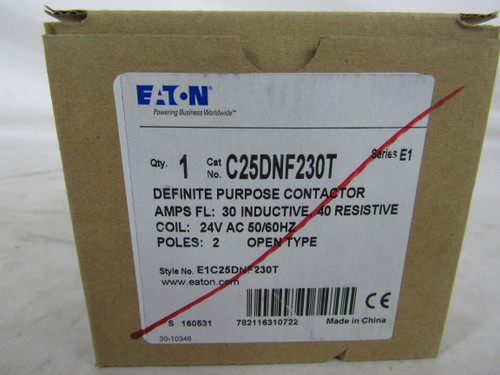 EATON
Powering Business Worldwide™
Qty. 1 Cat No. C25DNF230T Series E1
DEFINITE PURPOSE CONTACTOR
AMPS FL: 30 INDUCTIVE, 40 RESISTIVE
COIL: 24V AC 50/60HZ
POLES: 2 OPEN TYPE
Style No. E1C25DNF230T
www.eaton.com
S 160531 782116310722 Made in China
30-10346